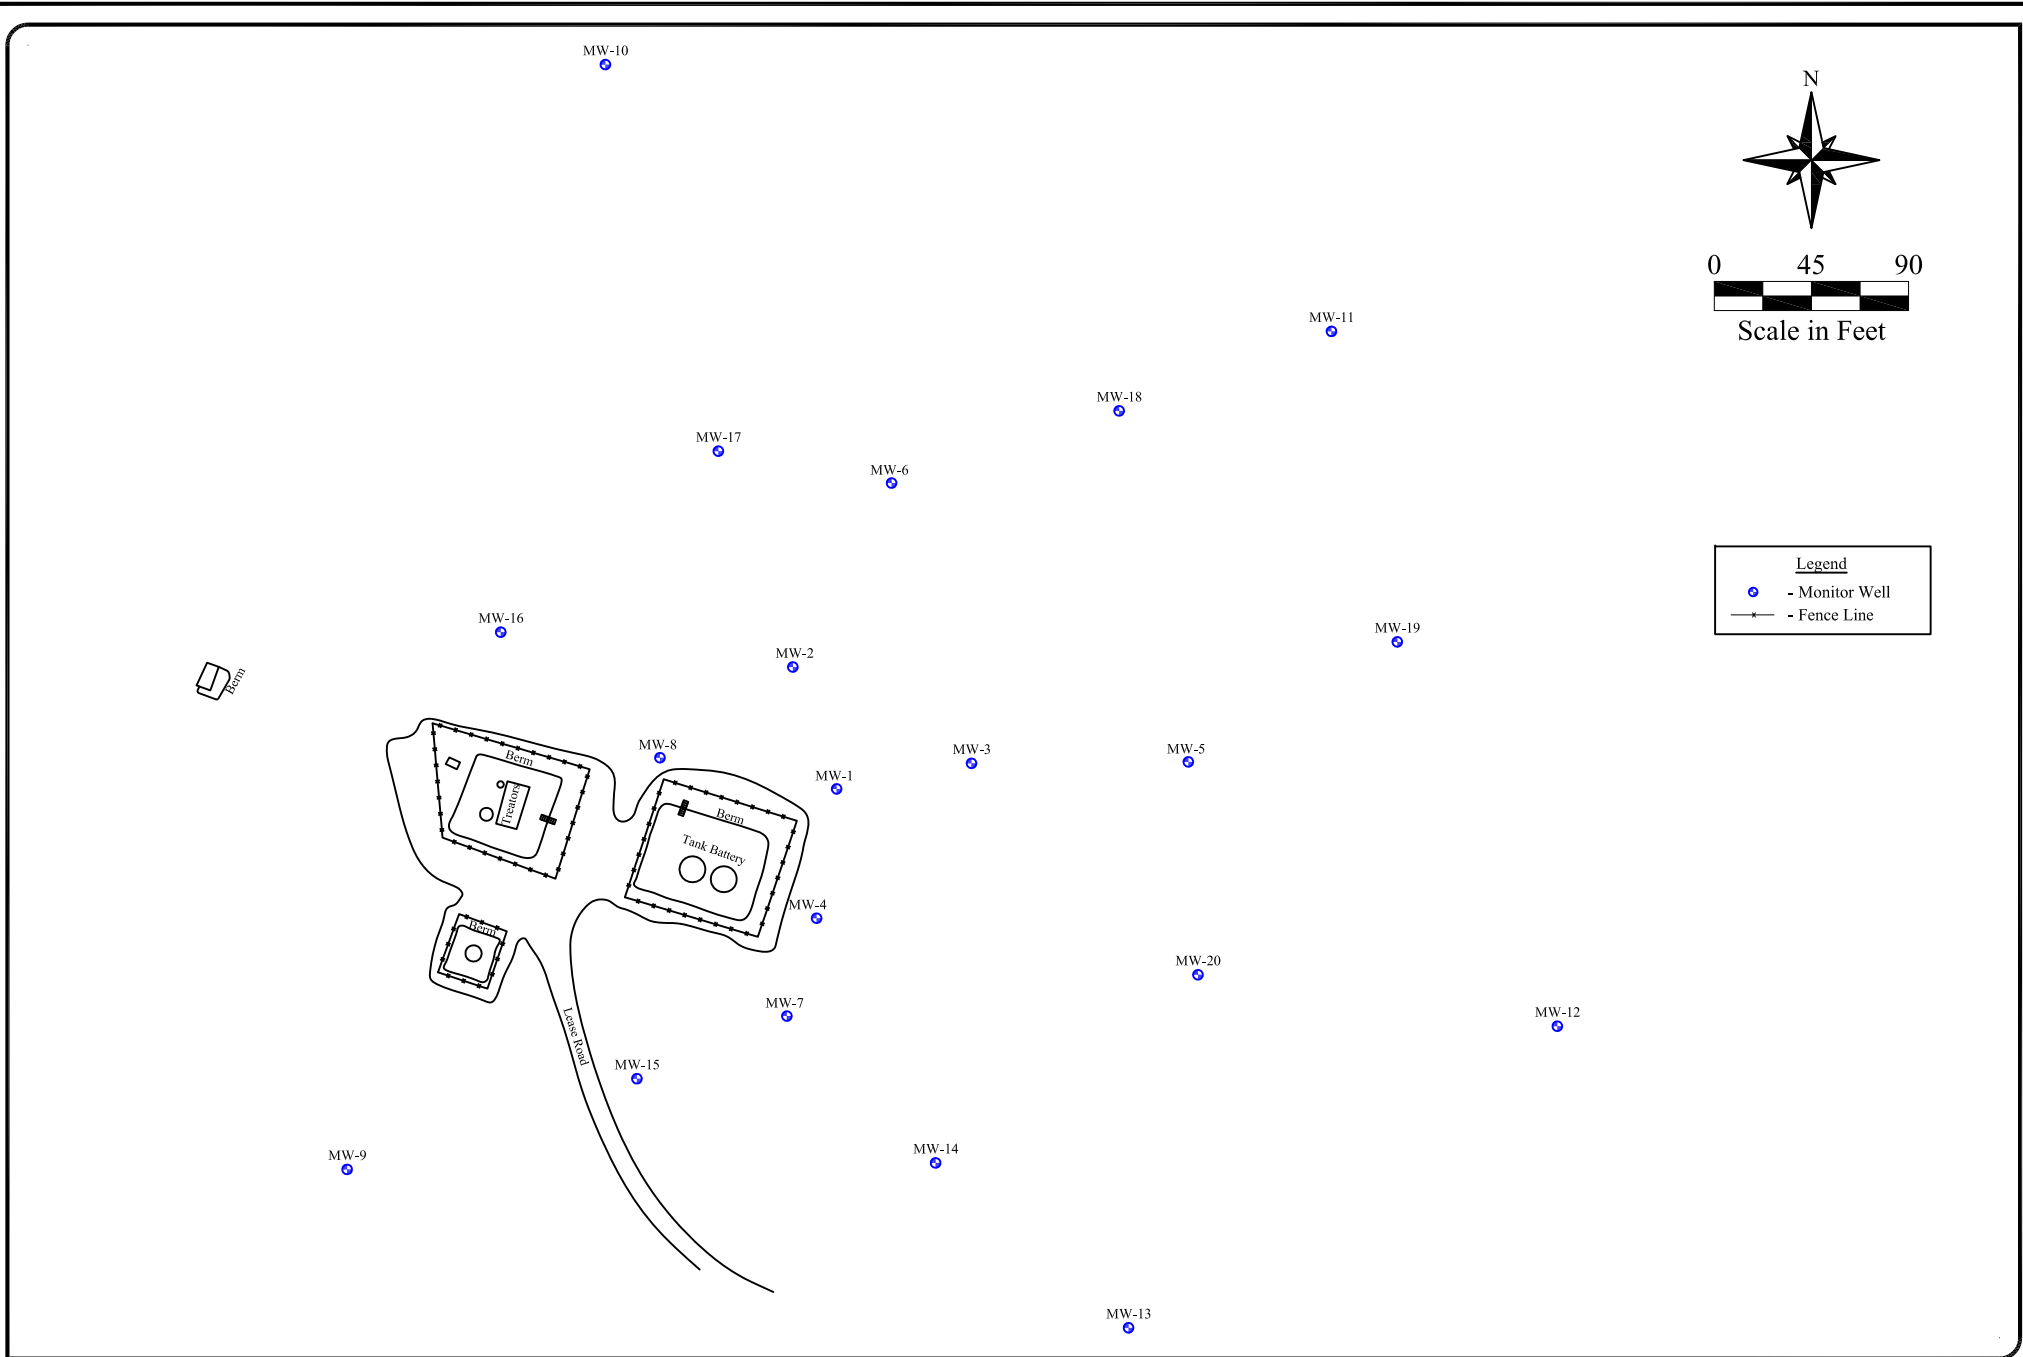 MW-10
N
0 45 90
Scale in Feet
MW-11
MW-18
MW-17
MW-6
Legend
- Monitor Well
- Fence Line
MW-16
MW-19
MW-2
Berm
MW-8
MW-3
MW-5
Berm
MW-1
Treators
Berm
Tank Battery
MW-4
Berm
MW-20
MW-7
MW-12
Lease Road
MW-15
MW-14
MW-9
MW-13